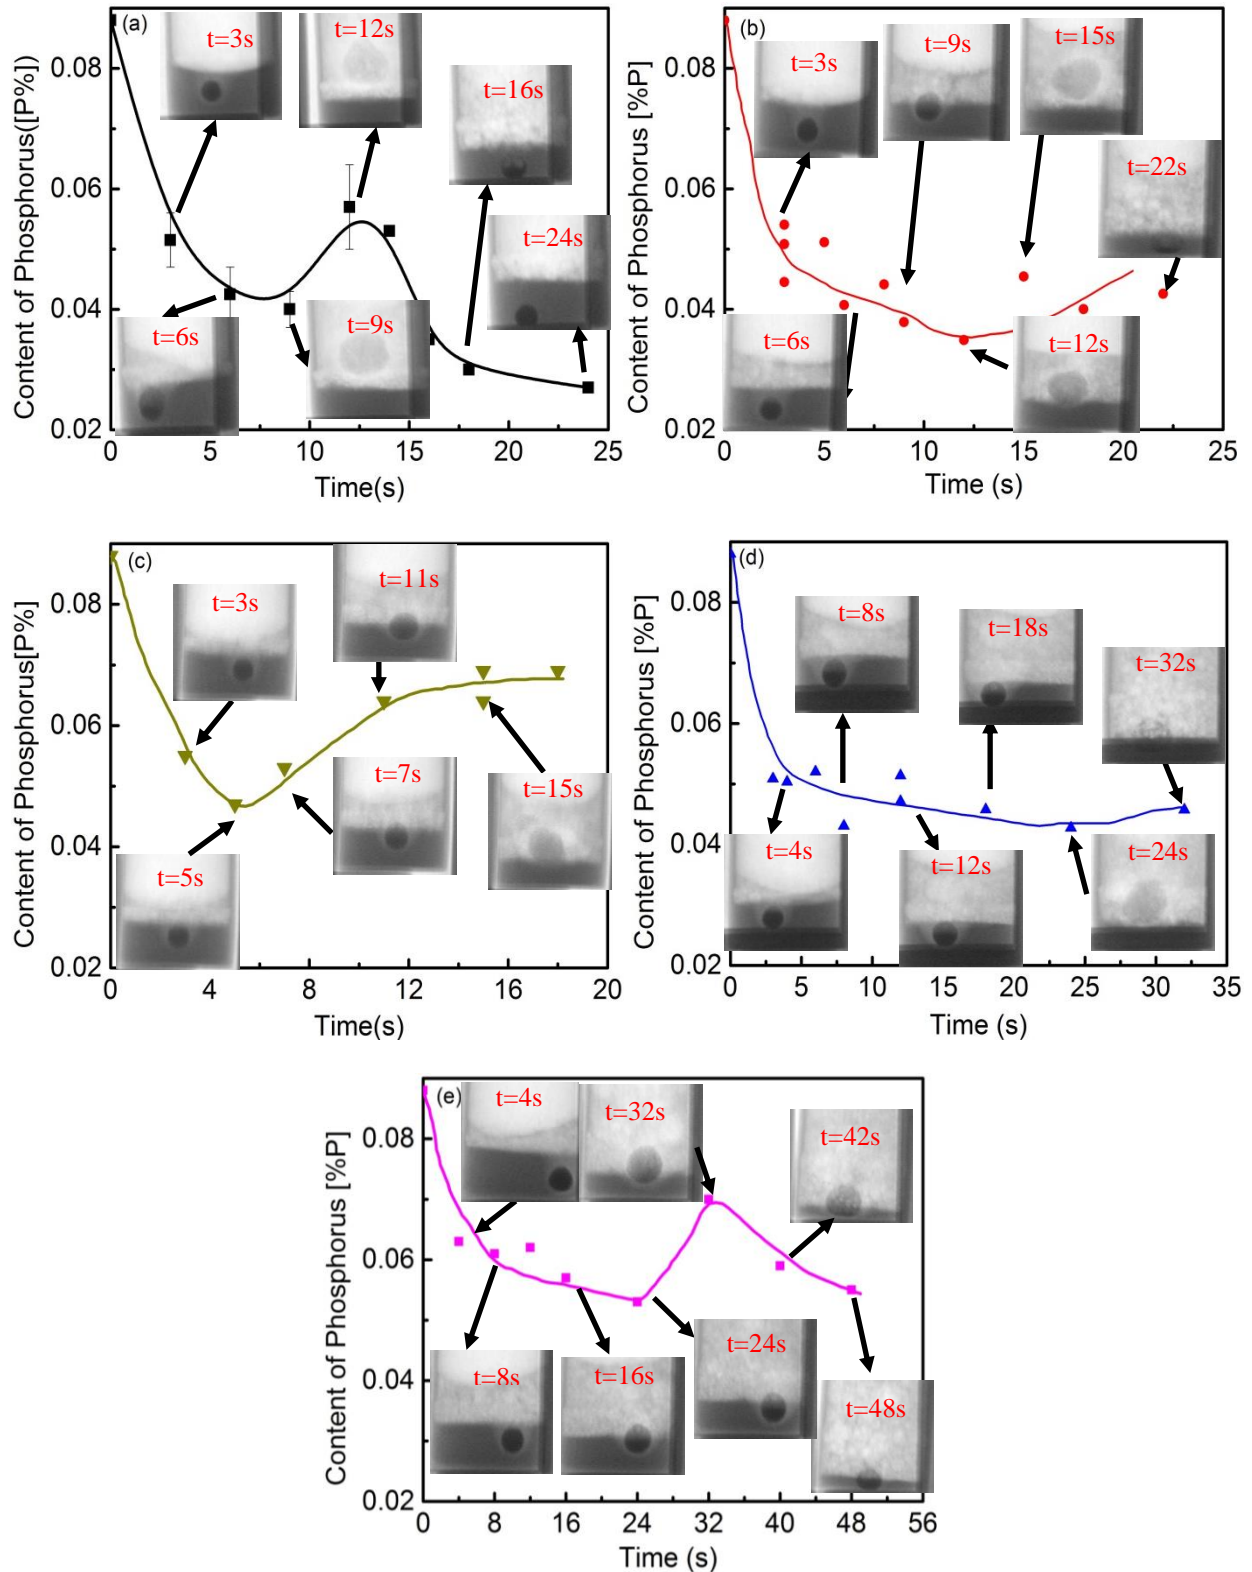 (a)
t=3s
t=12s
t=16s
t=24s
t=6s
t=9s
0.08
0.06
0.04
0.02
Content of Phosphorus([P%])
0 5 10 15 20 25
Time(s)
(b)
t=3s
t=9s
t=15s
t=22s
t=6s
t=12s
0.08
0.06
0.04
0.02
Content of Phosphorus [%P]
0 5 10 15 20 25
Time (s)
(c)
t=3s
t=11s
t=7s
t=15s
t=5s
0.08
0.06
0.04
0.02
Content of Phosphorus[P%]
0 4 8 12 16 20
Time(s)
(d)
t=8s
t=18s
t=32s
t=4s
t=12s
t=24s
0.08
0.06
0.04
0.02
Content of Phosphorus [%P]
0 5 10 15 20 25 30 35
Time (s)
(e)
t=4s
t=32s
t=42s
t=24s
t=8s
t=16s
t=48s
0.08
0.06
0.04
0.02
Content of Phosphorus [%P]
0 8 16 24 32 40 48 56
Time (s)